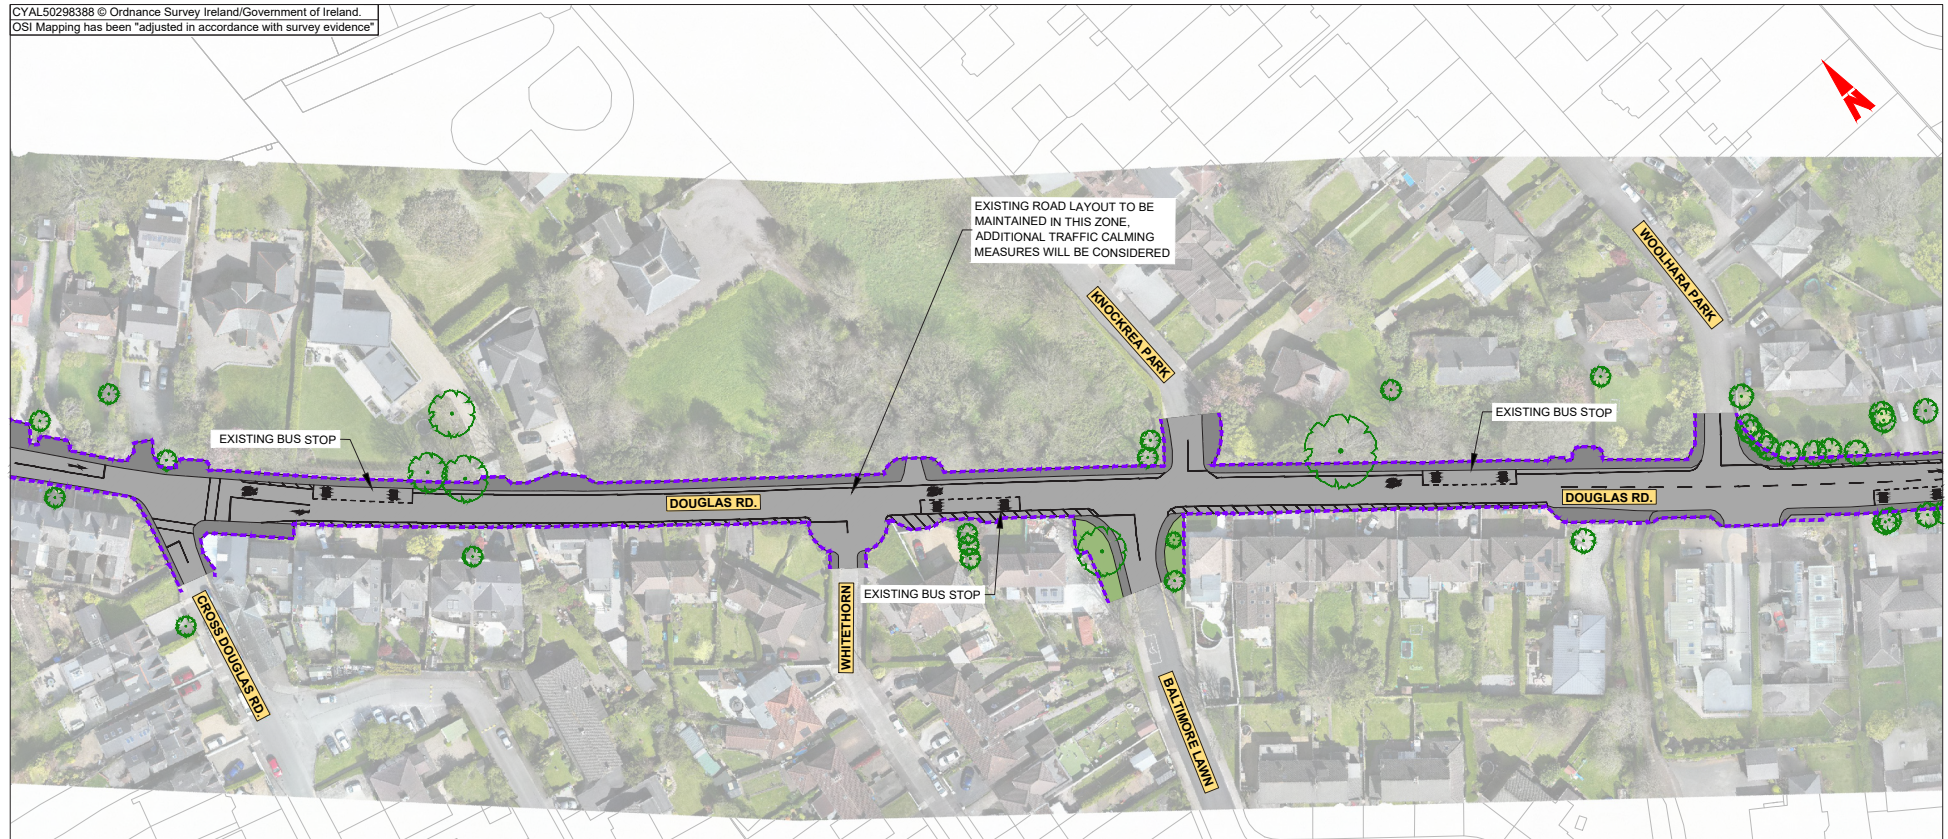 CYAL50298388 © Ordnance Survey Ireland/Government of Ireland.
OSI Mapping has been "adjusted in accordance with survey evidence"
EXISTING ROAD LAYOUT TO BE
MAINTAINED IN THIS ZONE,
ADDITIONAL TRAFFIC CALMING
MEASURES WILL BE CONSIDERED
N
WOOLHARA PARK
KNOCKREA PARK
EXISTING BUS STOP
EXISTING BUS STOP
DOUGLAS RD.
DOUGLAS RD.
EXISTING BUS STOP
CROSS DOUGLAS RD.
WHITETHORN
BALTIMORE LAWN